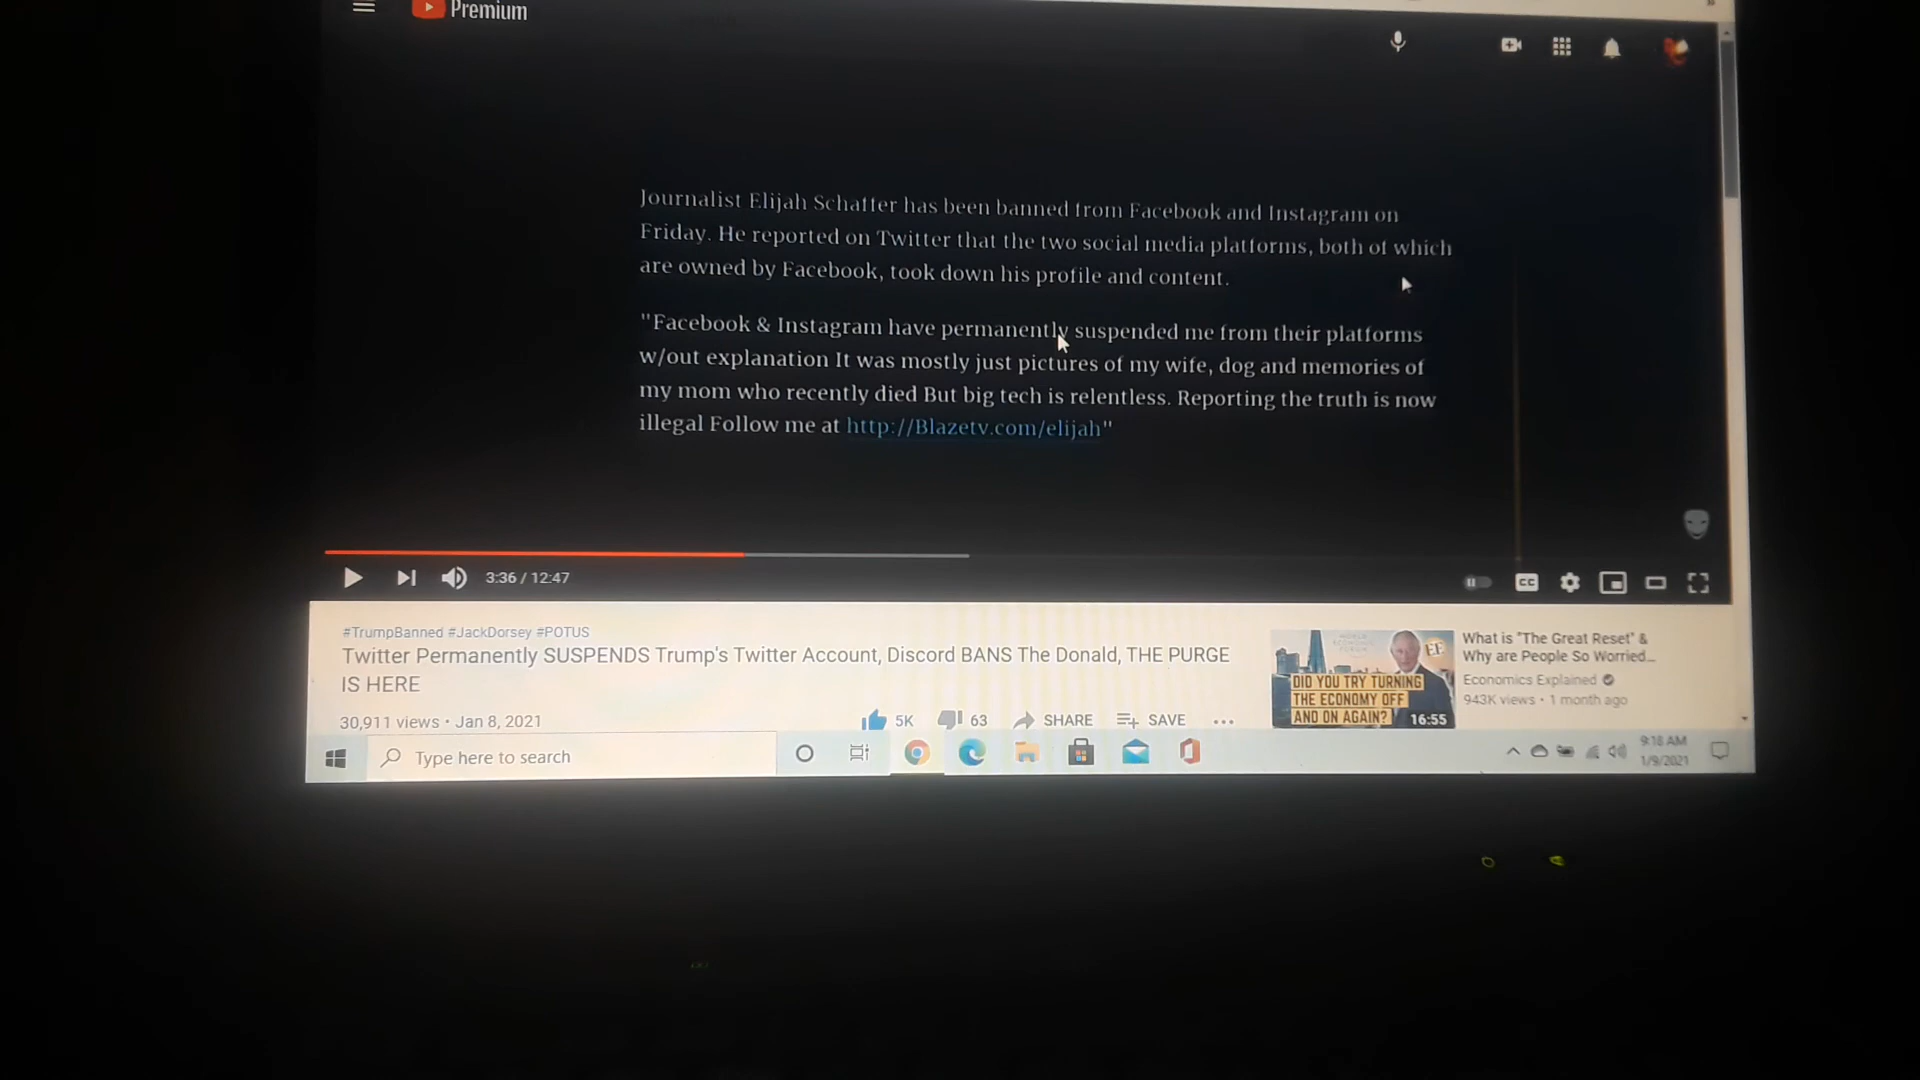 Premium
Journalist Elijah Schaffer has been banned from Facebook and Instagram on
Friday. He reported on Twitter that the two social media platforms, both of which
are owned by Facebook, took down his profile and content.
"Facebook & Instagram have permanently suspended me from their platforms
w/out explanation It was mostly just pictures of my wife, dog and memories of
my mom who recently died But big tech is relentless. Reporting the truth is now
illegal Follow me at http://Blazetv.com/elijah"
3:36 / 12:47
CC
#TrumpBanned #JackDorsey #POTUS
Twitter Permanently SUSPENDS Trump's Twitter Account, Discord BANS The Donald, THE PURGE
IS HERE
30,911 views • Jan 8, 2021
5K
63
SHARE
SAVE
WORLD
ECONOMIC
FORUM
EE
DID YOU TRY TURNING
THE ECONOMY OFF
AND ON AGAIN?
16:55
What is "The Great Reset" &
Why are People So Worried...
Economics Explained
943K views • 1 month ago
Type here to search
9:18 AM
1/9/2021